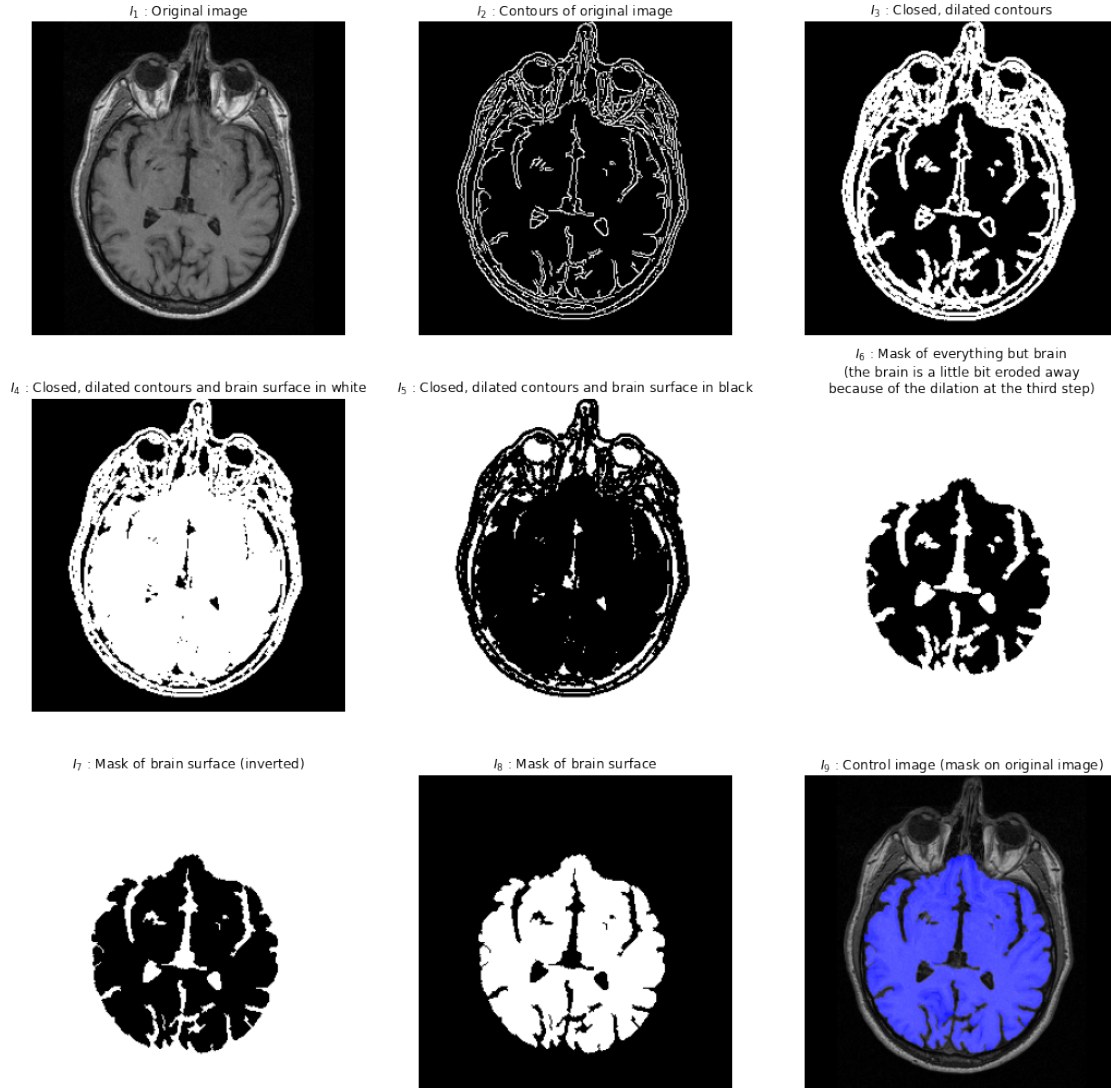 I₁ : Original image
I₂ : Contours of original image
I₃ : Closed, dilated contours
I₄ : Closed, dilated contours and brain surface in white
I₅ : Closed, dilated contours and brain surface in black
I₆ : Mask of everything but brain
(the brain is a little bit eroded away
because of the dilation at the third step)
I₇ : Mask of brain surface (inverted)
I₈ : Mask of brain surface
I₉ : Control image (mask on original image)